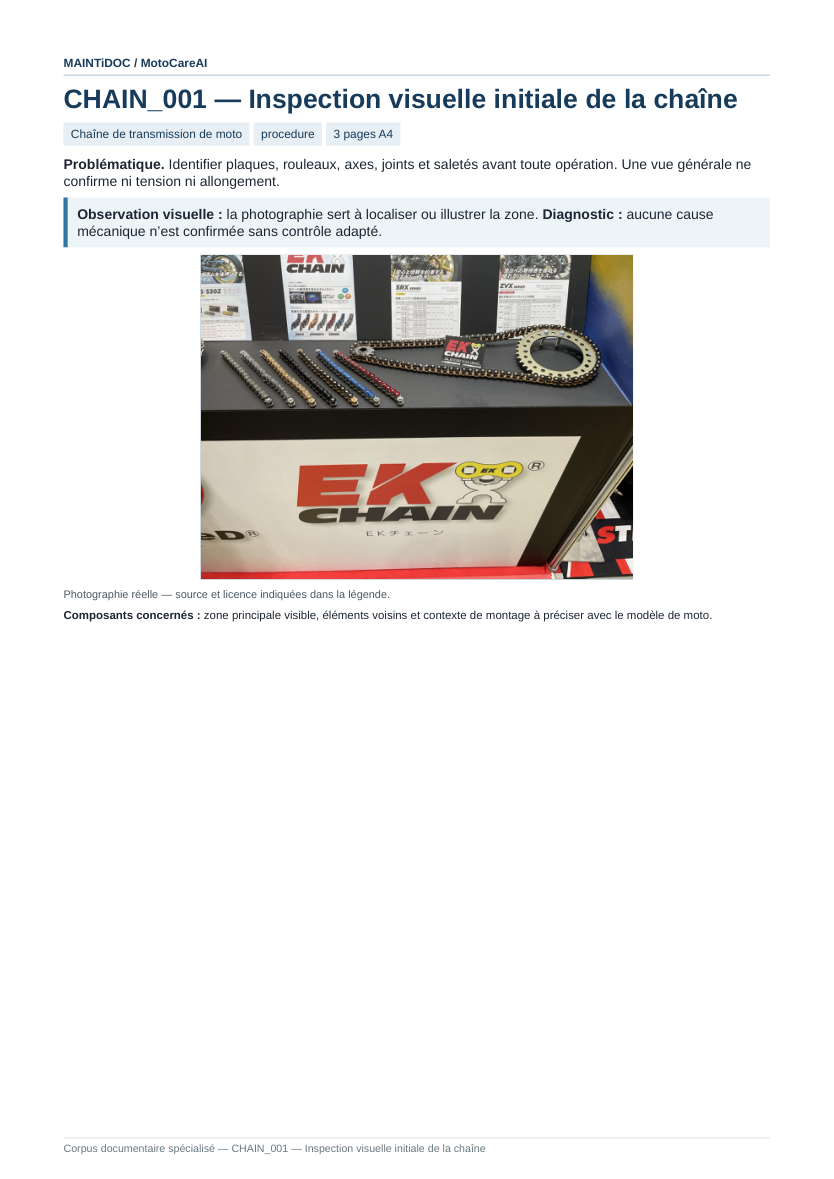 MAINTiDOC / MotoCareAI
CHAIN_001 — Inspection visuelle initiale de la chaîne
Chaîne de transmission de moto
procedure
3 pages A4
Problématique. Identifier plaques, rouleaux, axes, joints et saletés avant toute opération. Une vue générale ne
confirme ni tension ni allongement.
Observation visuelle : la photographie sert à localiser ou illustrer la zone. Diagnostic : aucune cause
mécanique n’est confirmée sans contrôle adapté.
CHAIN
SRX SERIES
ZVX SERIES
EK
CHAIN
EK
EK
®
CHAIN
EKチェーン
Photographie réelle — source et licence indiquées dans la légende.
Composants concernés : zone principale visible, éléments voisins et contexte de montage à préciser avec le modèle de moto.
Corpus documentaire spécialisé — CHAIN_001 — Inspection visuelle initiale de la chaîne